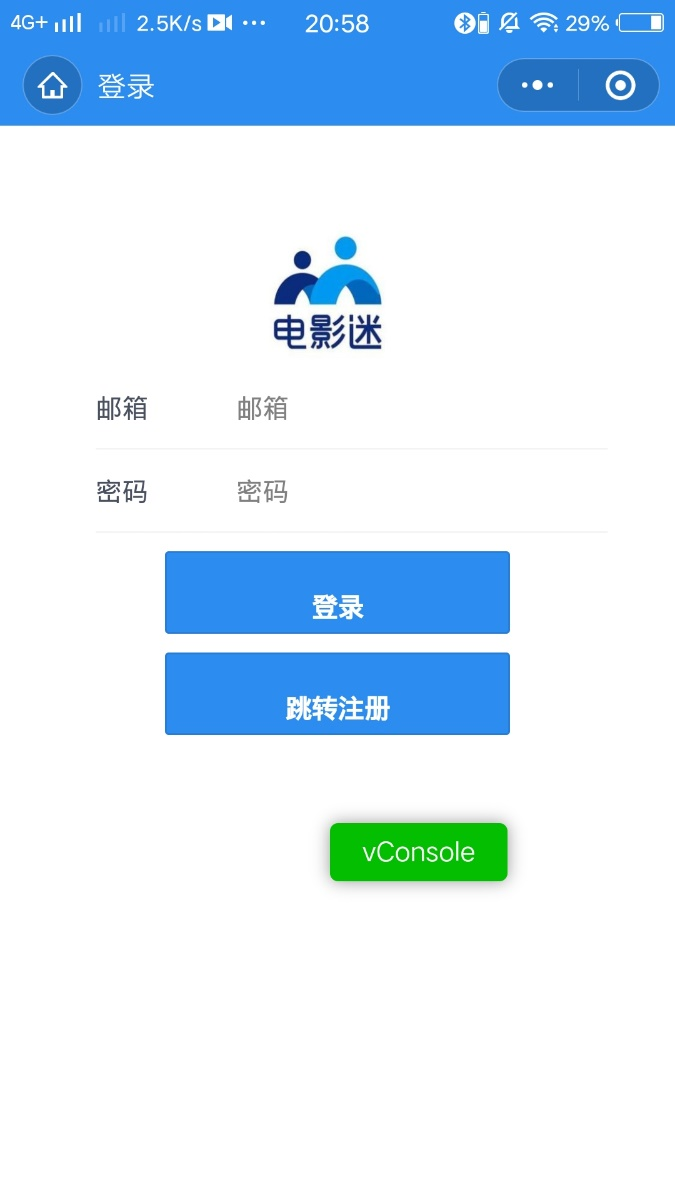 4G+ 2.5K/s ··· 20:58 29%
登录
电影迷
邮箱 邮箱
密码 密码
登录
跳转注册
vConsole